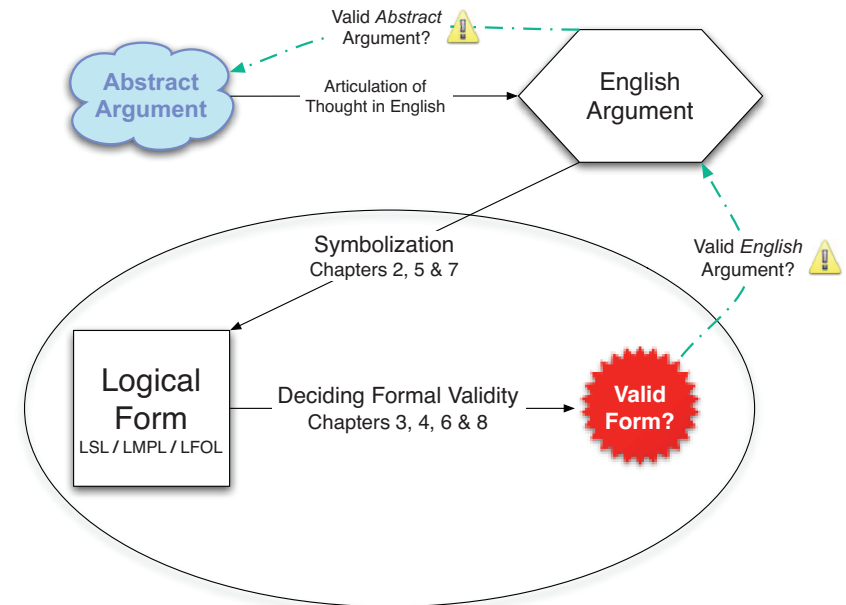 Valid Abstract
Argument?
Abstract
Argument
Articulation of
Thought in English
English
Argument
Symbolization
Chapters 2, 5 & 7
Valid English
Argument?
Logical
Form
LSL / LMPL / LFOL
Deciding Formal Validity
Chapters 3, 4, 6 & 8
Valid
Form?